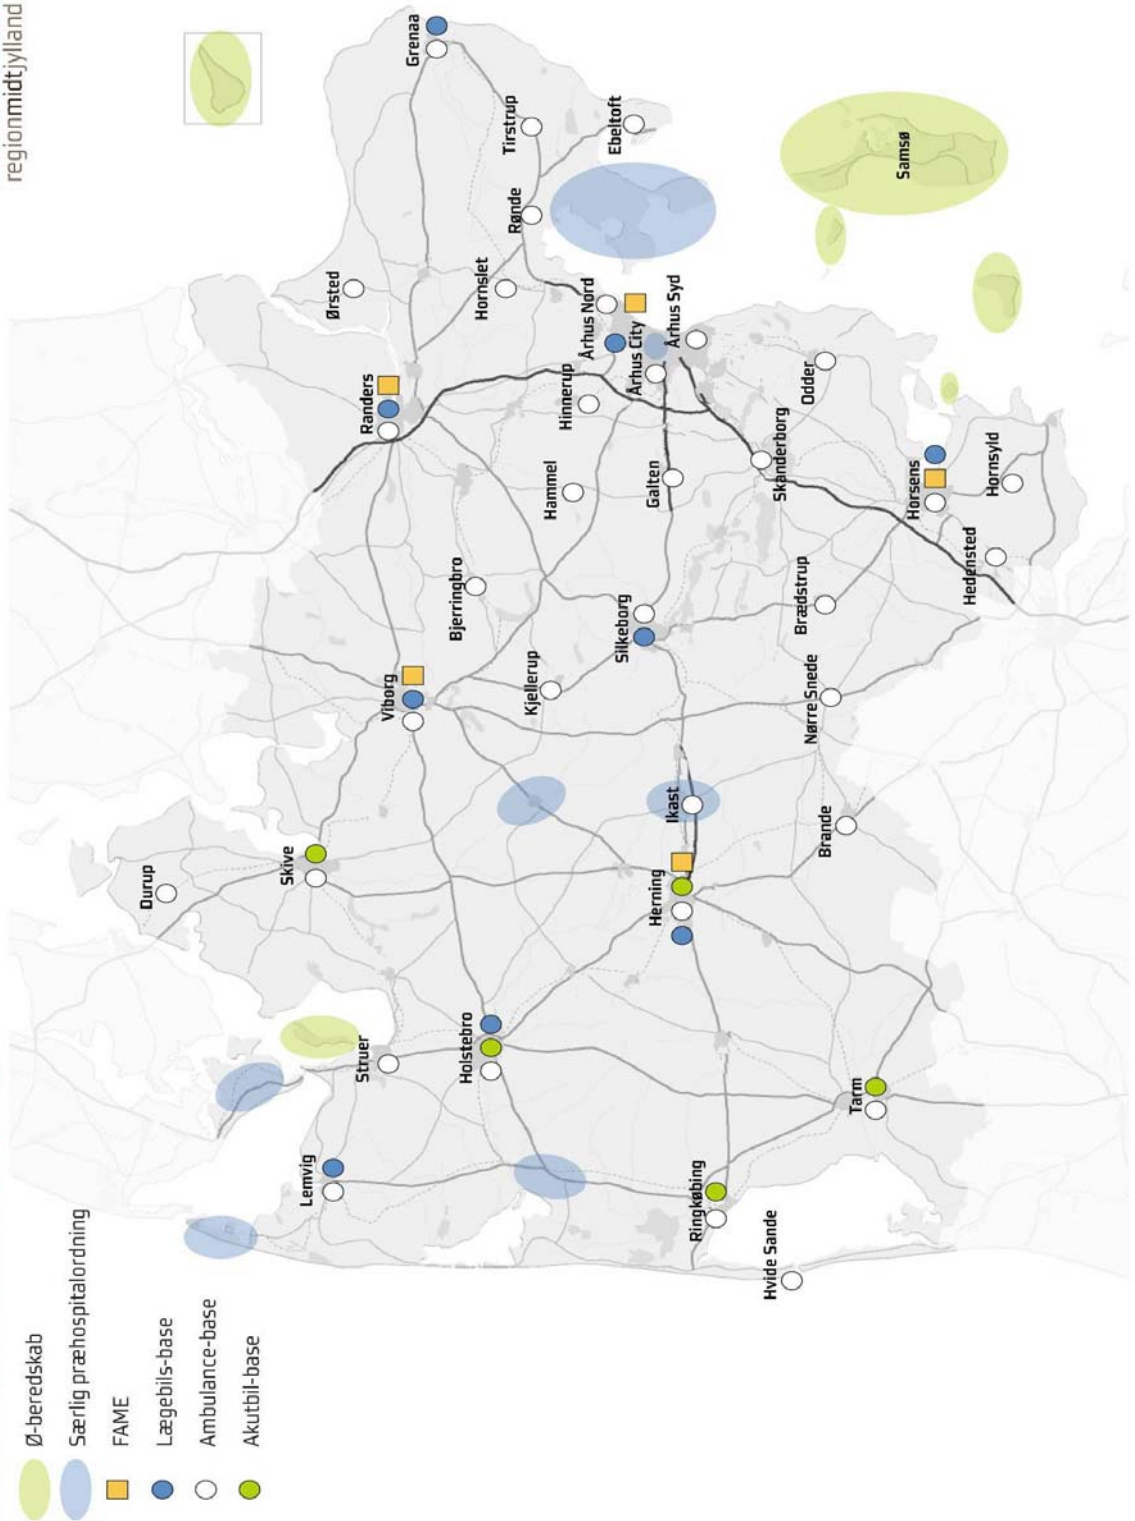 regionmidtjylland
Ø-beredskab
Særlig præhospitalordning
FAME
Lægebils-base
Ambulance-base
Akutbil-base
Durup
Skive
Struer
Lemvig
Holstebro
Hvide Sande
Ringkøbing
Tarm
Herning
Ikast
Brande
Viborg
Bjerringbro
Kjellerup
Silkeborg
Nørre Snede
Brædstrup
Randers
Ørsted
Hornslet
Hinnerup
Hammel
Galten
Skanderborg
Århus Nord
Århus City
Århus Syd
Odder
Horsens
Hornsyld
Hedensted
Grenaa
Tirstrup
Rønde
Ebeltoft
Samsø